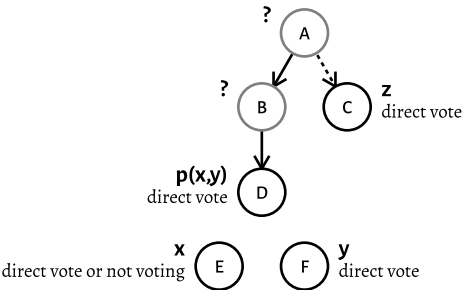 ?
A
?
B
C
z
direct vote
p(x,y)
direct vote
D
x
direct vote or not voting
E
F
y
direct vote